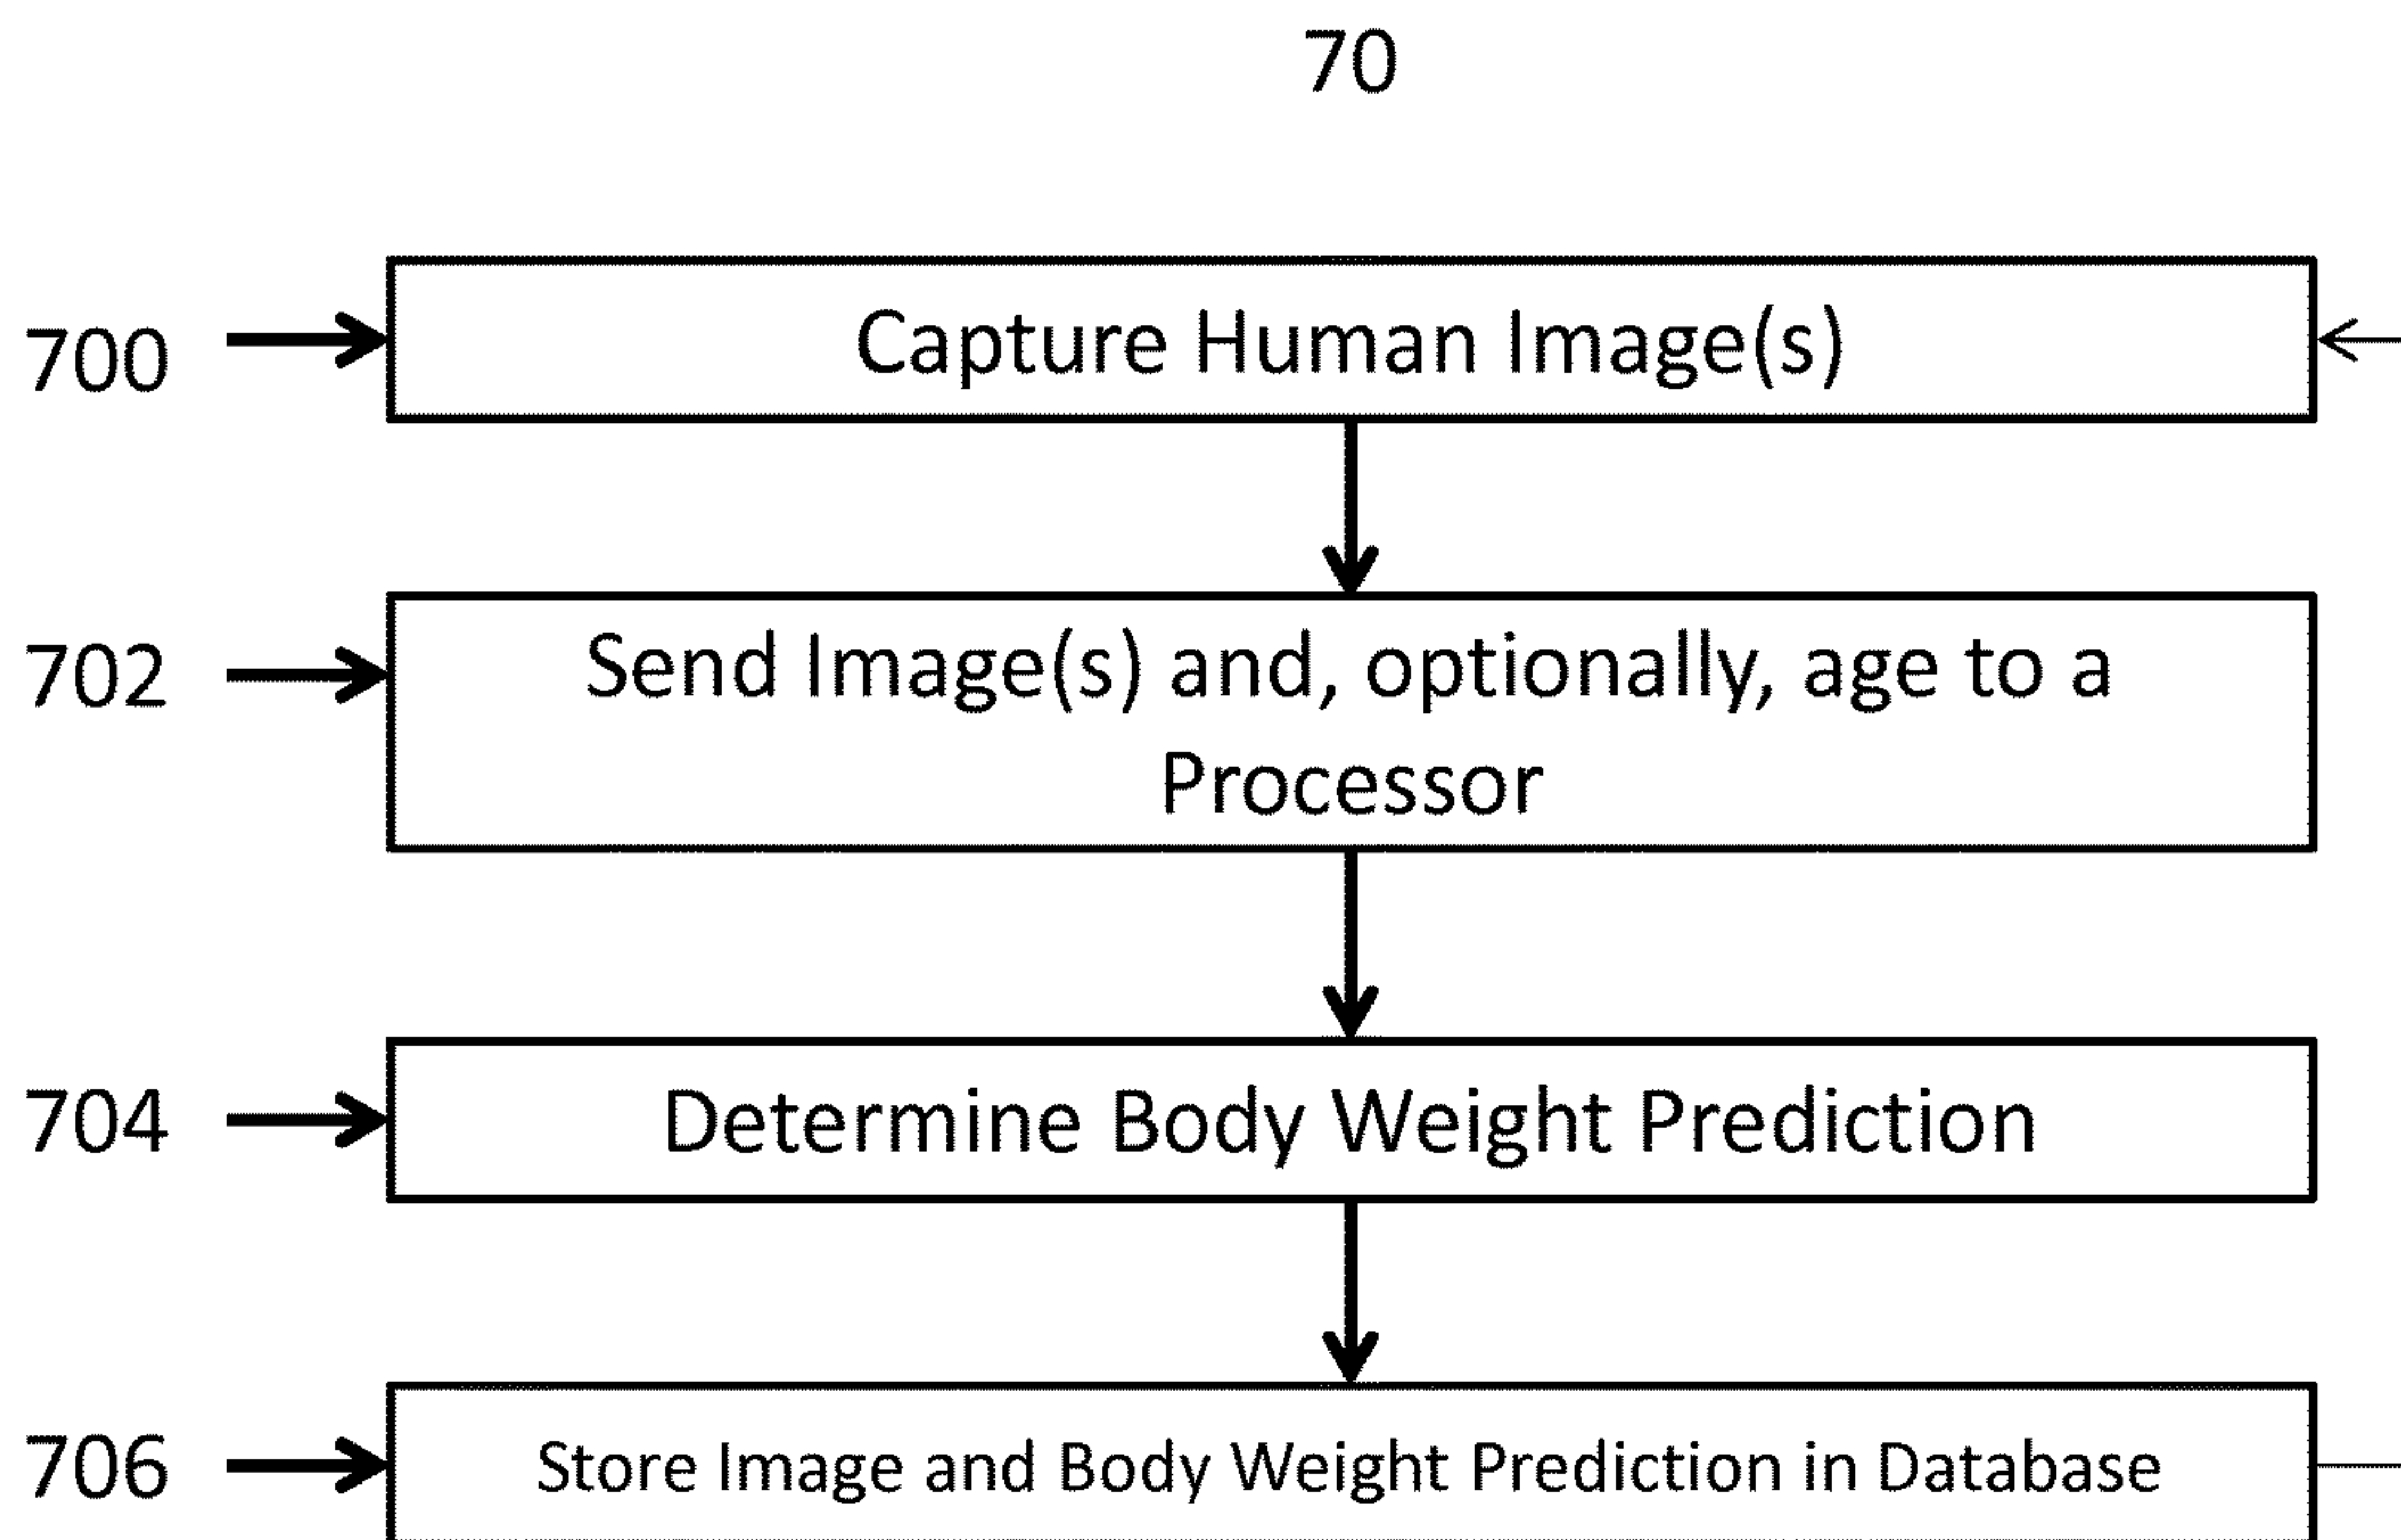 70
700
Capture Human Image(s)
702
Send Image(s) and, optionally, age to a
Processor
704
Determine Body Weight Prediction
706
Store Image and Body Weight Prediction in Database